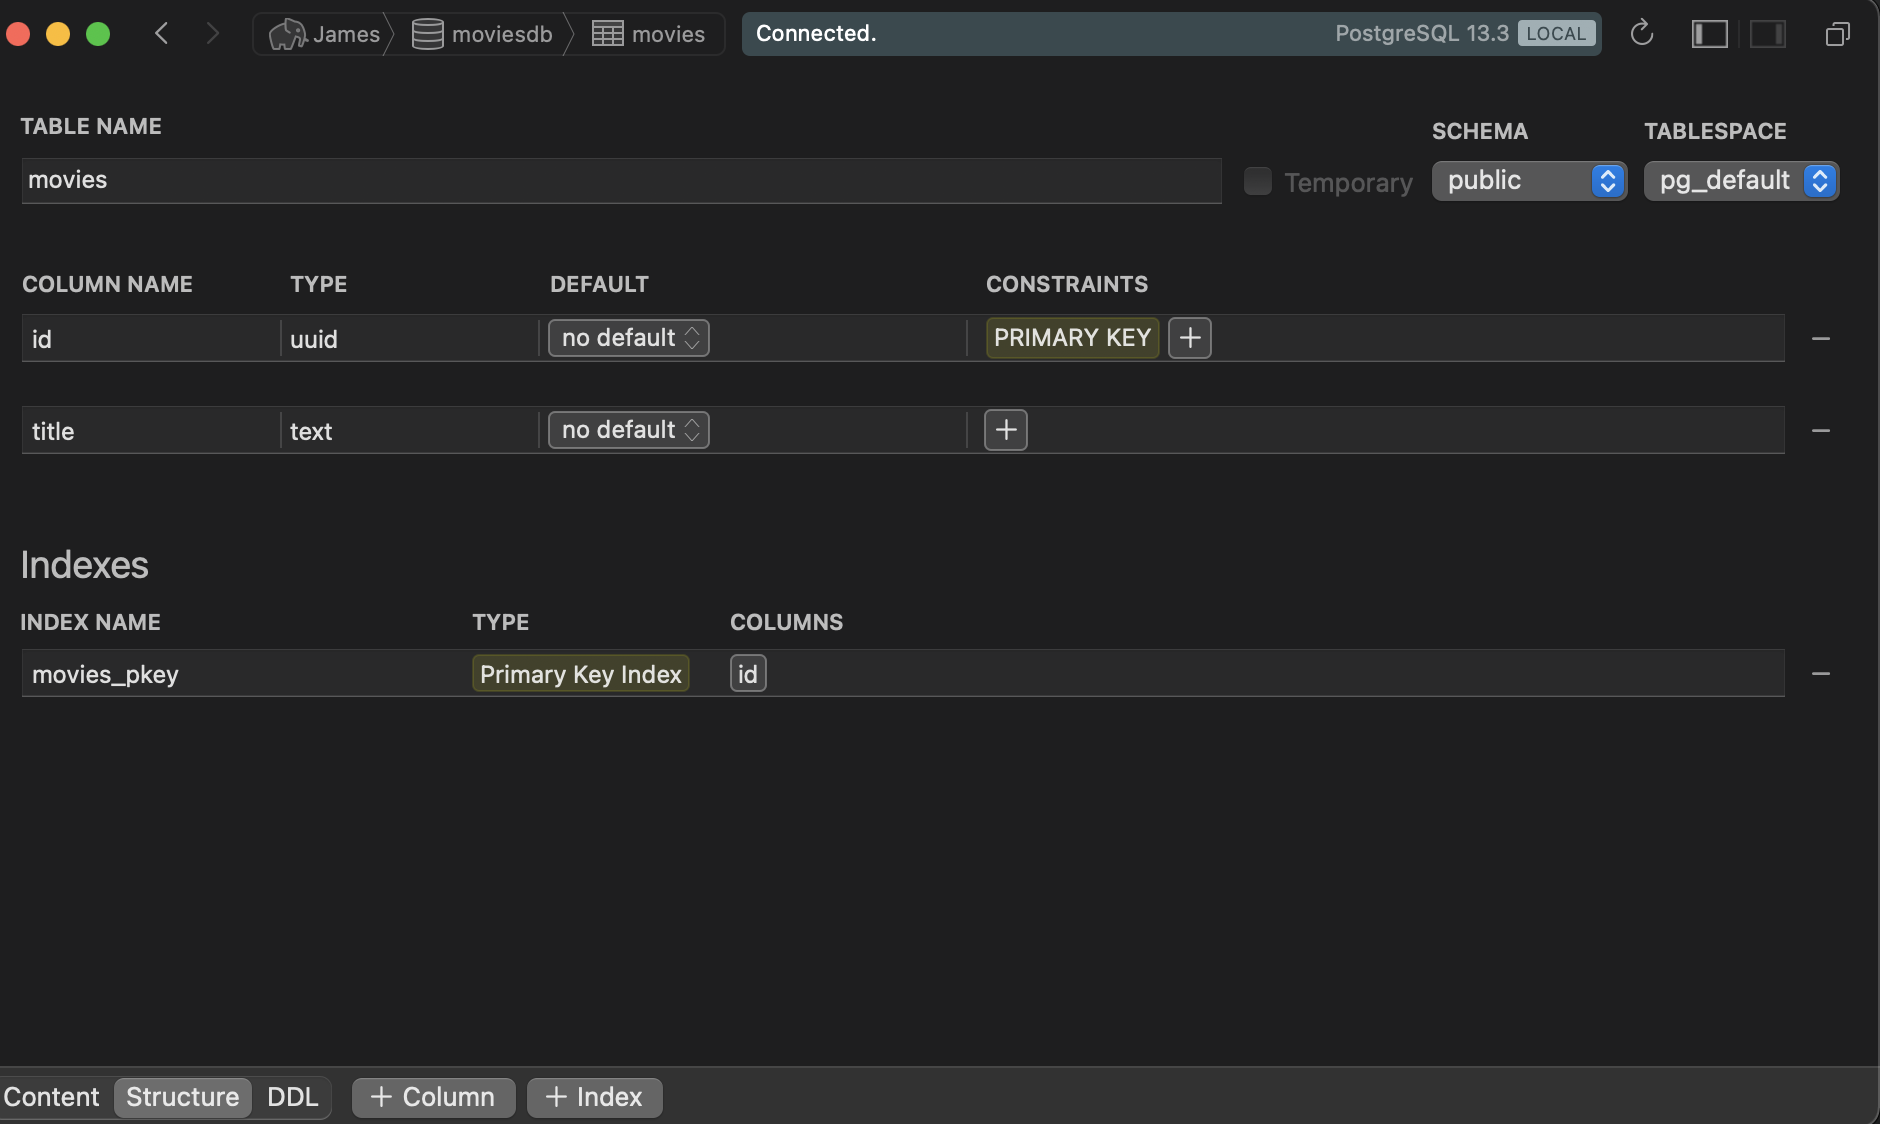 James moviesdb movies Connected. PostgreSQL 13.3 LOCAL
TABLE NAME SCHEMA TABLESPACE
movies Temporary public pg_default
COLUMN NAME TYPE DEFAULT CONSTRAINTS
id uuid no default PRIMARY KEY +
title text no default +
Indexes
INDEX NAME TYPE COLUMNS
movies_pkey Primary Key Index id
Content Structure DDL + Column + Index